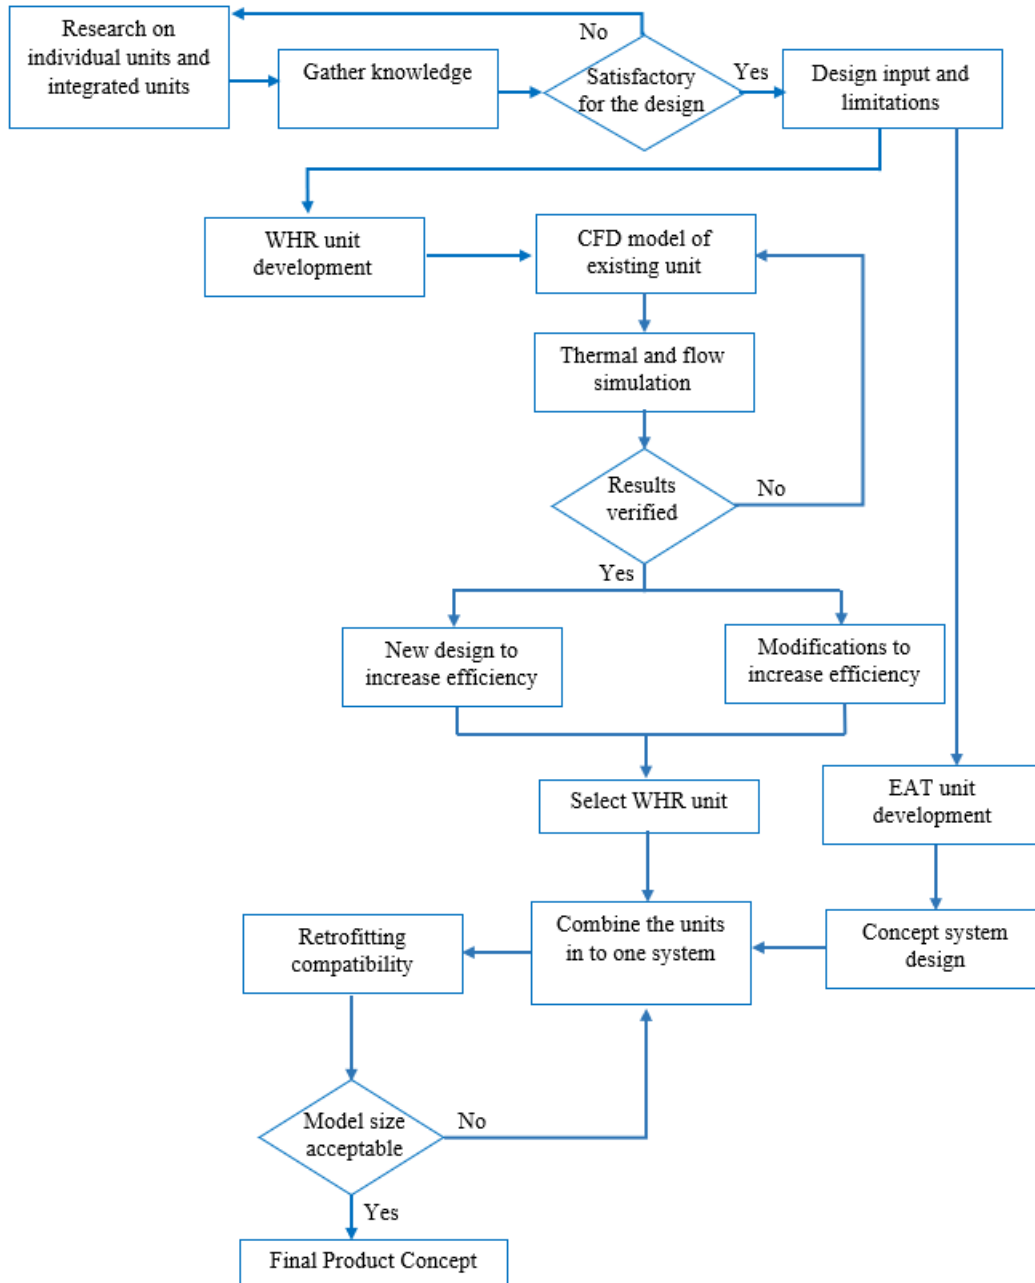 Research on
individual units and
integrated units
Gather knowledge
No
Satisfactory
for the design
Yes
Design input and
limitations
WHR unit
development
CFD model of
existing unit
Thermal and flow
simulation
Results
verified
No
Yes
New design to
increase efficiency
Modifications to
increase efficiency
Select WHR unit
EAT unit
development
Combine the units
in to one system
Concept system
design
Retrofitting
compatibility
Model size
acceptable
No
Yes
Final Product Concept